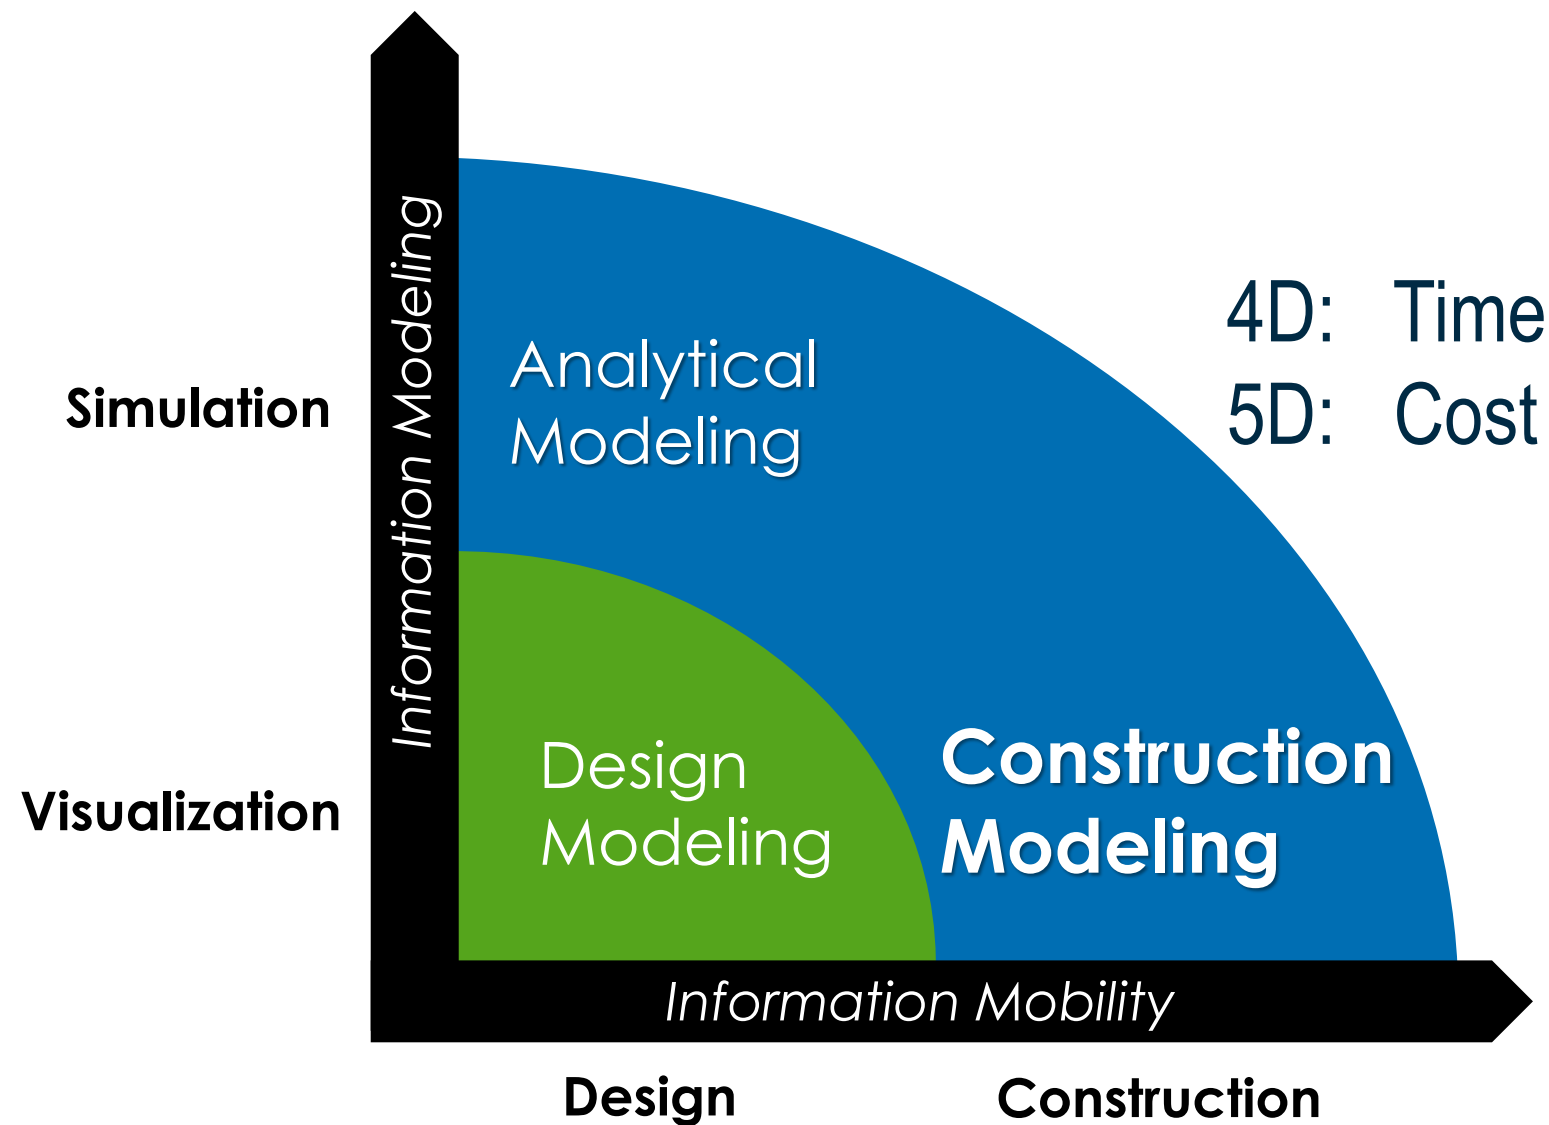 Information Modeling
Simulation
Visualization
Analytical
Modeling
4D: Time
5D: Cost
Design
Modeling
Construction
Modeling
Information Mobility
Design
Construction